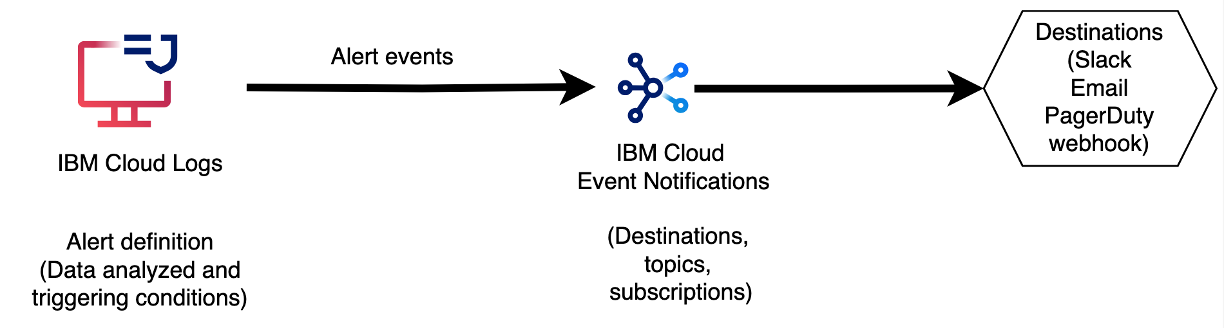 Alert events
IBM Cloud Logs
Alert definition
(Data analyzed and
triggering conditions)
IBM Cloud
Event Notifications
(Destinations,
topics,
subscriptions)
Destinations
(Slack
Email
PagerDuty
webhook)